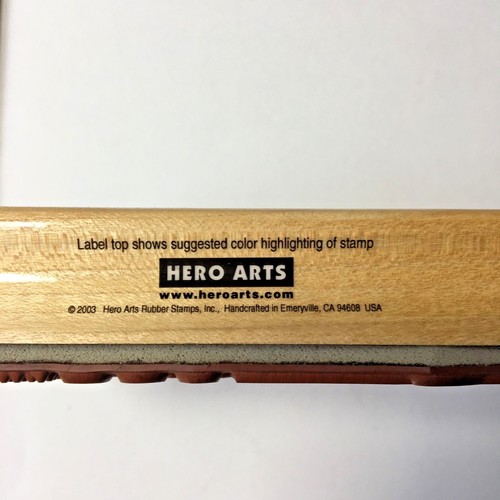 Label top shows suggested color highlighting of stamp
HERO ARTS
www.heroarts.com
© 2003 Hero Arts Rubber Stamps, Inc., Handcrafted in Emeryville, CA 94608 USA